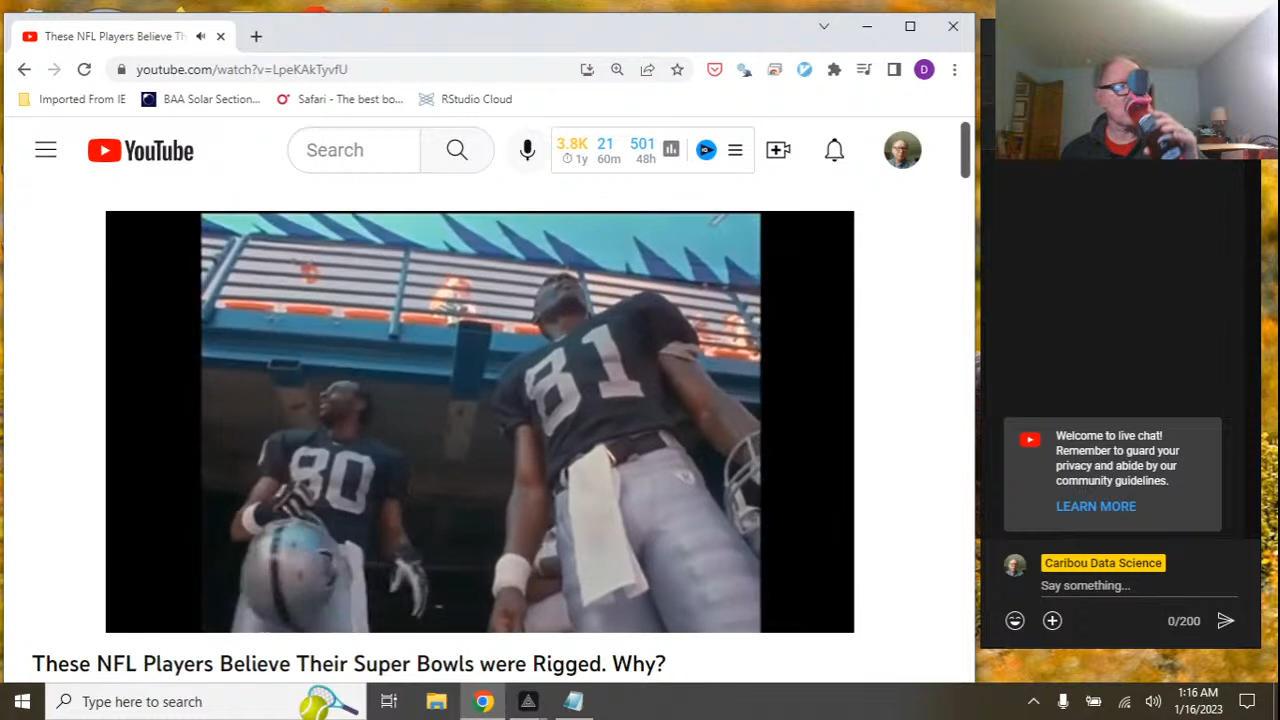 These NFL Players Believe Th
youtube.com/watch?v=LpeKAkTyvfU
D
Imported From IE
BAA Solar Section...
Safari - The best bo...
RStudio Cloud
YouTube
Search
3.8K 21 501
1y 60m 48h
80
81
These NFL Players Believe Their Super Bowls were Rigged. Why?
Welcome to live chat!
Remember to guard your
privacy and abide by our
community guidelines.
LEARN MORE
Caribou Data Science
Say something...
0/200
Type here to search
1:16 AM
1/16/2023